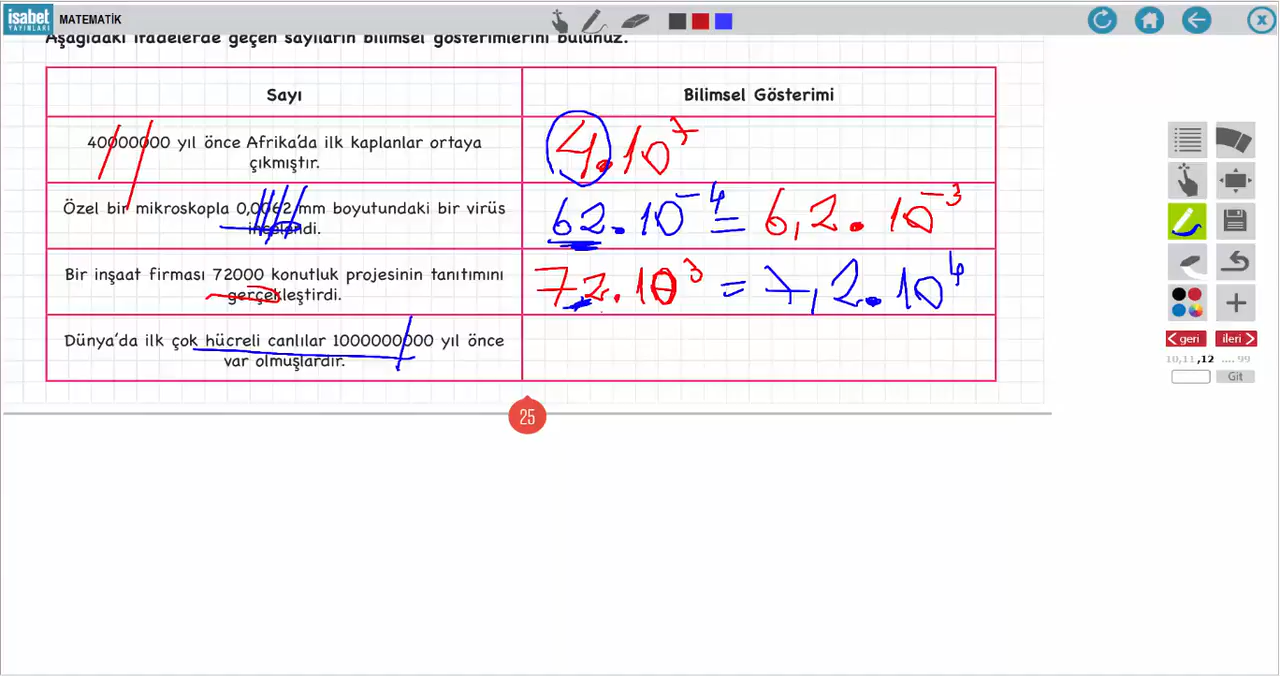 isabet
YAYINLARI
MATEMATİK
Aşağıdaki ifadelerde geçen sayıların bilimsel gösterimlerini bulunuz.
Sayı
Bilimsel Gösterimi
40000000 yıl önce Afrika'da ilk kaplanlar ortaya
çıkmıştır.
4.10⁷
Özel bir mikroskopla 0,0062 mm boyutundaki bir virüs
incelendi.
62.10⁻⁴ = 6,2.10⁻³
Bir inşaat firması 72000 konutluk projesinin tanıtımını
gerçekleştirdi.
72.10³ = 7,2.10⁴
Dünya'da ilk çok hücreli canlılar 1000000000 yıl önce
var olmuşlardır.
25
geri
ileri
10,11,12 .... 99
Git